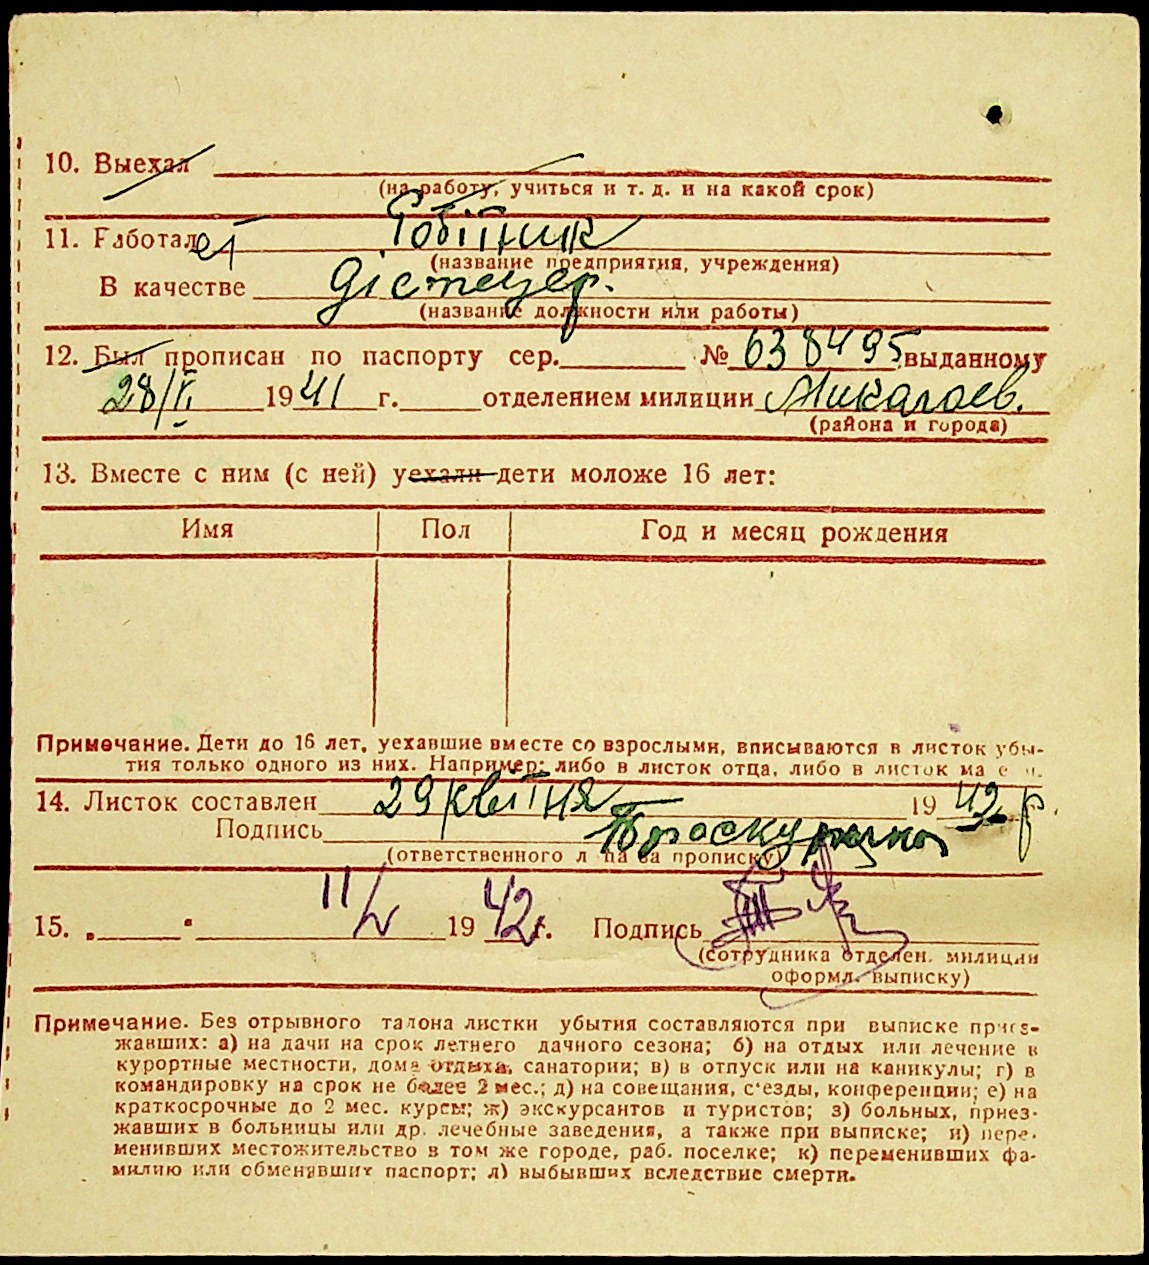 10. Выехал
(на работу, учиться и т. д. и на какой срок)
11. Работает Робітник
(название предприятия, учреждения)
В качестве
(название должности или работы)
12. Был прописан по паспорту сер. № 638495 выданному
28/V. 1941 г. отделением милиции Николаев.
(района и города)
13. Вместе с ним (с ней) уехали дети моложе 16 лет:
Имя Пол Год и месяц рождения
Примечание. Дети до 16 лет, уехавшие вместе со взрослыми, вписываются в листок убы-
тия только одного из них. Например: либо в листок отца, либо в листок ма е и.
14. Листок составлен 29 квітня 1942 р.
Подпись
(ответственного л па за прописку)
15. „ " 11/V 1942 г. Подпись
(сотрудника отделен. милиции
оформл. выписку)
Примечание. Без отрывного талона листки убытия составляются при выписке приез-
жавших: а) на дачи на срок летнего дачного сезона; б) на отдых или лечение в
курортные местности, дома отдыха, санатории; в) в отпуск или на каникулы; г) в
командировку на срок не более 2 мес.; д) на совещания, с'езды, конференции; е) на
краткосрочные до 2 мес. курсы; ж) экскурсантов и туристов; з) больных, приез-
жавших в больницы или др. лечебные заведения, а также при выписке; и) пере-
менивших местожительство в том же городе, раб. поселке; к) переменивших фа-
милию или обменявших паспорт; л) выбывших вследствие смерти.